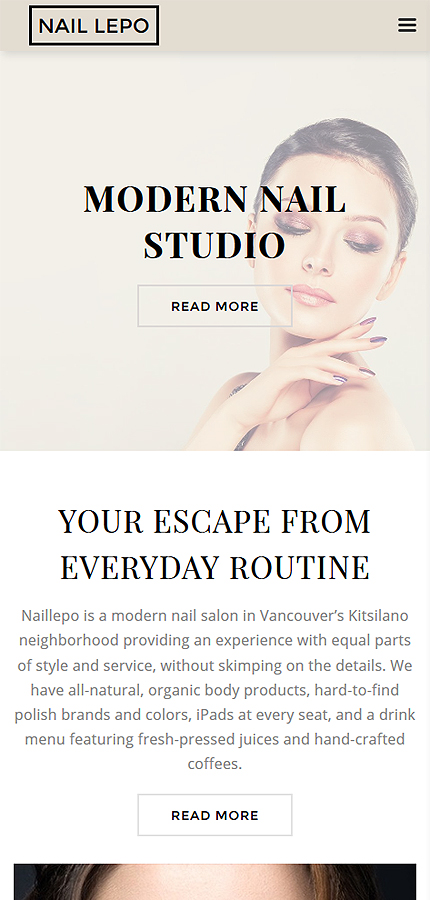 NAIL LEPO
MODERN NAIL
STUDIO
READ MORE
YOUR ESCAPE FROM
EVERYDAY ROUTINE
Naillepo is a modern nail salon in Vancouver’s Kitsilano
neighborhood providing an experience with equal parts
of style and service, without skimping on the details. We
have all-natural, organic body products, hard-to-find
polish brands and colors, iPads at every seat, and a drink
menu featuring fresh-pressed juices and hand-crafted
coffees.
READ MORE